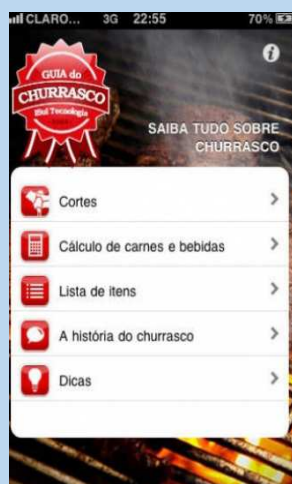 CLARO... 3G 22:55 70%
GUIA do
CHURRASCO
SAIBA TUDO SOBRE
CHURRASCO
Cortes
Cálculo de carnes e bebidas
Lista de itens
A história do churrasco
Dicas